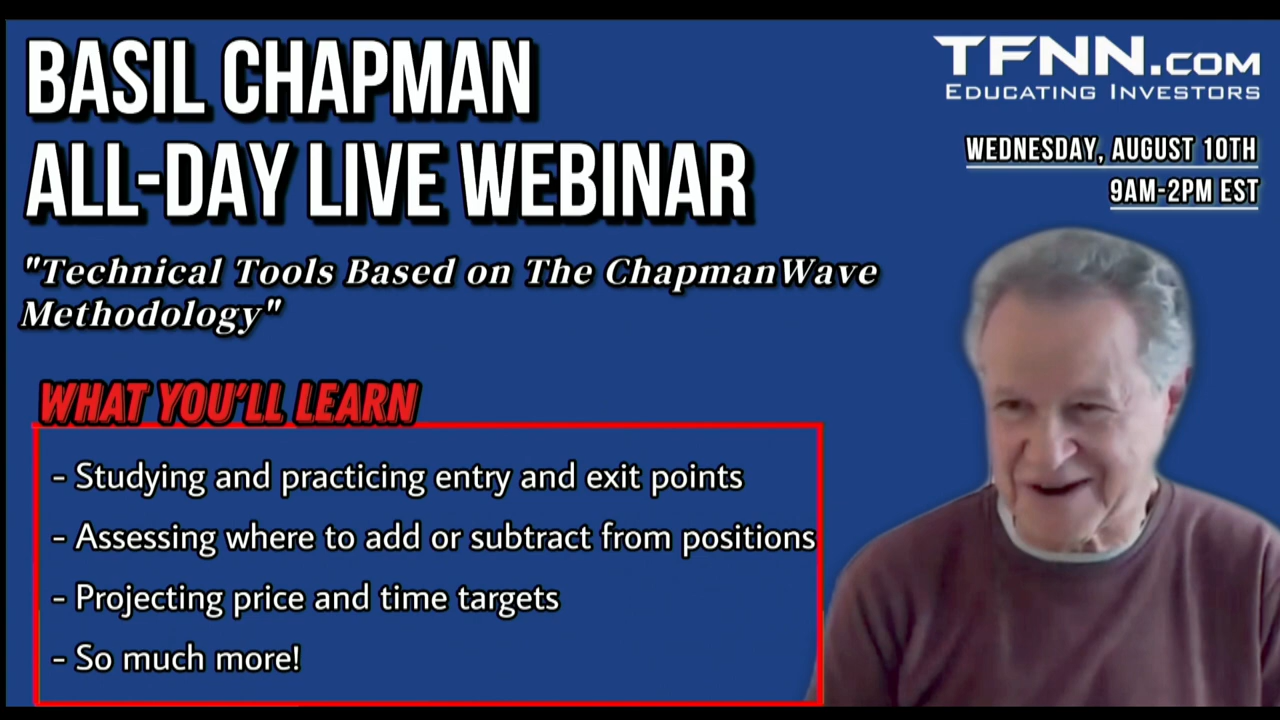 BASIL CHAPMAN
ALL-DAY LIVE WEBINAR
"Technical Tools Based on The ChapmanWave
Methodology"
WHAT YOU'LL LEARN
- Studying and practicing entry and exit points
- Assessing where to add or subtract from positions
- Projecting price and time targets
- So much more!
TFNN.COM
EDUCATING INVESTORS
WEDNESDAY, AUGUST 10TH
9AM-2PM EST